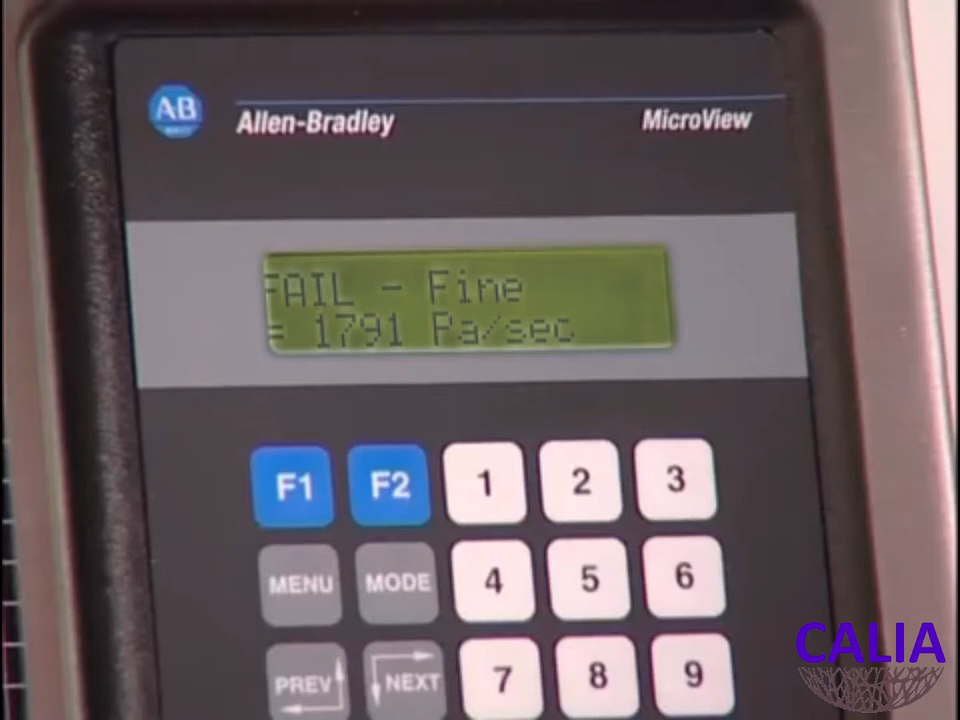 AB
Allen-Bradley
MicroView
FAIL - Fine
= 1791 Pa/sec
F1 F2 1 2 3
MENU MODE 4 5 6
PREV NEXT 7 8 9
CALIA